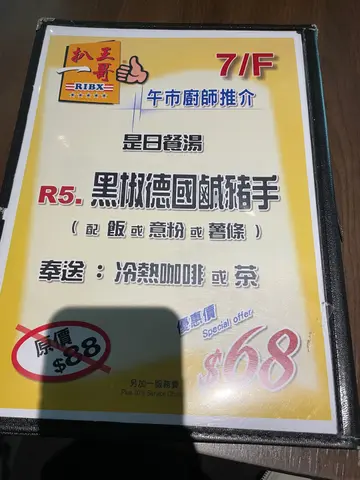 扒王
一哥
RIBX
7/F
午市廚師推介
是日餐湯
R5. 黑椒德國鹹豬手
( 配 飯 或 意粉 或 薯條 )
奉送 : 冷熱咖啡 或 茶
優惠價
Special offer
原價
$88
$68
另加一服務費